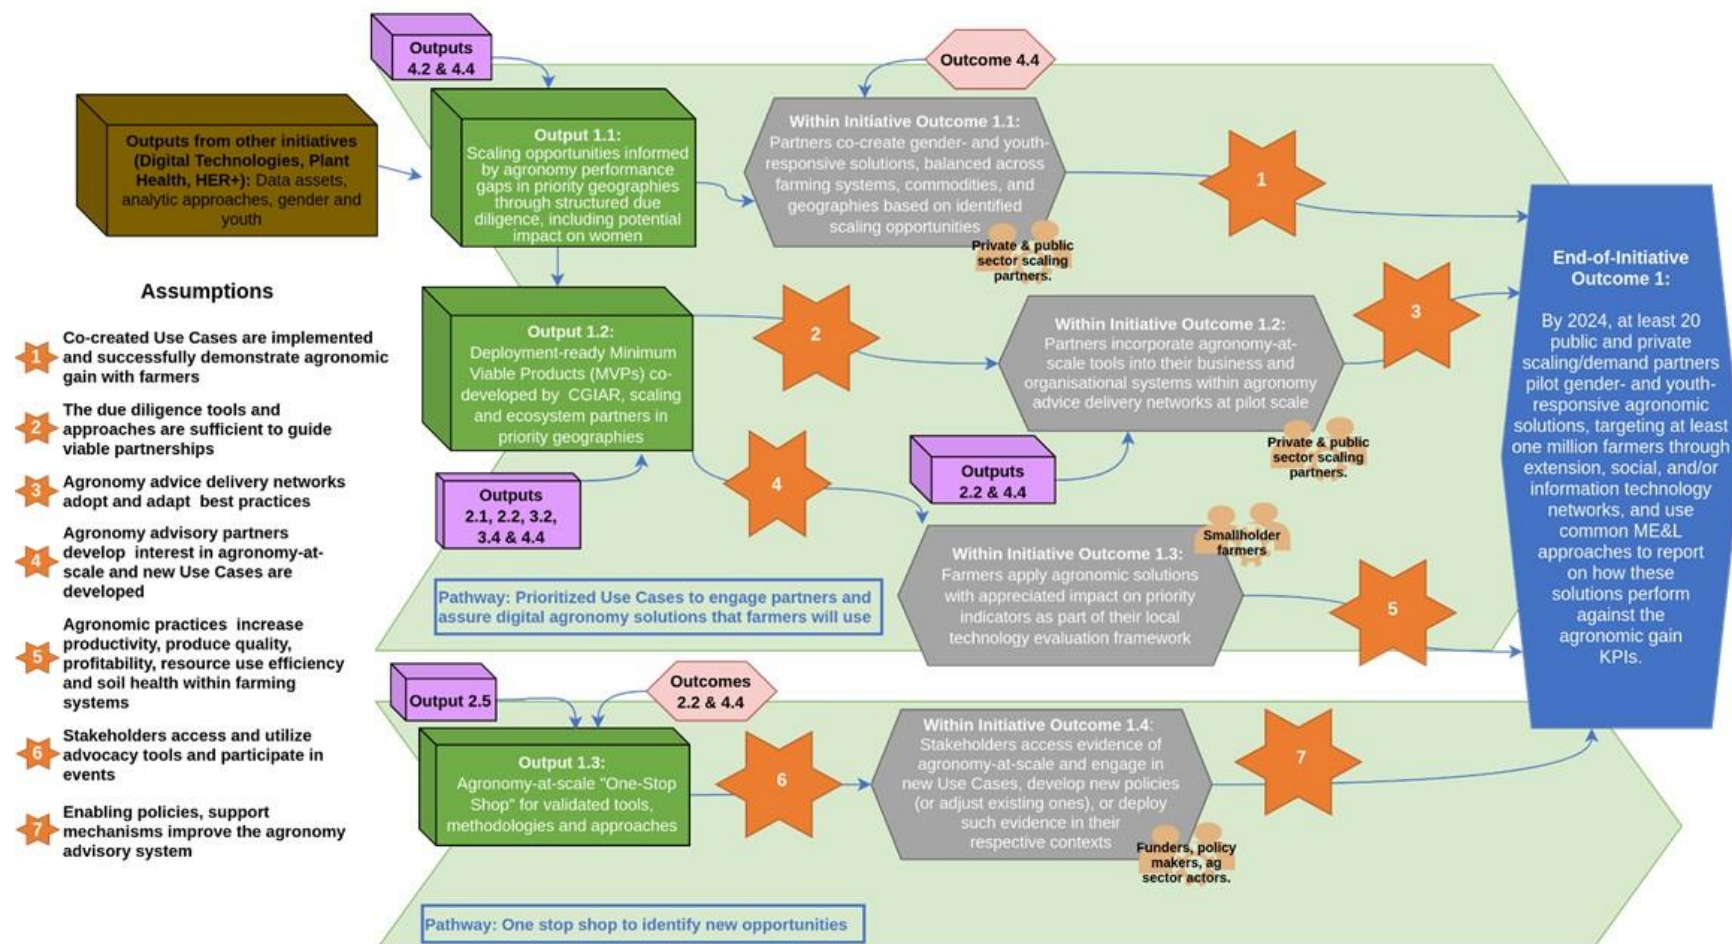 Outputs
4.2 & 4.4
Outcome 4.4
Outputs from other initiatives
(Digital Technologies, Plant
Health, HER+): Data assets,
analytic approaches, gender and
youth
Output 1.1:
Scaling opportunities informed
by agronomy performance
gaps in priority geographies
through structured due
diligence, including potential
impact on women
Within Initiative Outcome 1.1:
Partners co-create gender- and youth-
responsive solutions, balanced across
farming systems, commodities, and
geographies based on identified
scaling opportunities
Private & public
sector scaling
partners.
1
Assumptions
1
Co-created Use Cases are implemented
and successfully demonstrate agronomic
gain with farmers
2
The due diligence tools and
approaches are sufficient to guide
viable partnerships
3
Agronomy advice delivery networks
adopt and adapt best practices
4
Agronomy advisory partners
develop interest in agronomy-at-
scale and new Use Cases are
developed
5
Agronomic practices increase
productivity, produce quality,
profitability, resource use efficiency
and soil health within farming
systems
6
Stakeholders access and utilize
advocacy tools and participate in
events
7
Enabling policies, support
mechanisms improve the agronomy
advisory system
Output 1.2:
Deployment-ready Minimum
Viable Products (MVPs) co-
developed by CGIAR, scaling
and ecosystem partners in
priority geographies
2
Within Initiative Outcome 1.2:
Partners incorporate agronomy-at-
scale tools into their business and
organisational systems within agronomy
advice delivery networks at pilot scale
Private & public
sector scaling
partners.
3
Outputs
2.1, 2.2, 3.2,
3.4 & 4.4
4
Outputs
2.2 & 4.4
Smallholder
farmers
Within Initiative Outcome 1.3:
Farmers apply agronomic solutions
with appreciated impact on priority
indicators as part of their local
technology evaluation framework
5
Pathway: Prioritized Use Cases to engage partners and
assure digital agronomy solutions that farmers will use
End-of-Initiative
Outcome 1:
By 2024, at least 20
public and private
scaling/demand partners
pilot gender- and youth-
responsive agronomic
solutions, targeting at least
one million farmers through
extension, social, and/or
information technology
networks, and use
common ME&L
approaches to report
on how these
solutions perform
against the
agronomic gain
KPIs.
Output 2.5
Outcomes
2.2 & 4.4
Output 1.3:
Agronomy-at-scale "One-Stop
Shop" for validated tools,
methodologies and approaches
6
Within Initiative Outcome 1.4:
Stakeholders access evidence of
agronomy-at-scale and engage in
new Use Cases, develop new policies
(or adjust existing ones), or deploy
such evidence in their
respective contexts
Funders, policy
makers, ag
sector actors.
7
Pathway: One stop shop to identify new opportunities